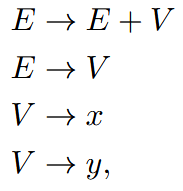 E → E + V
E → V
V → x
V → y,